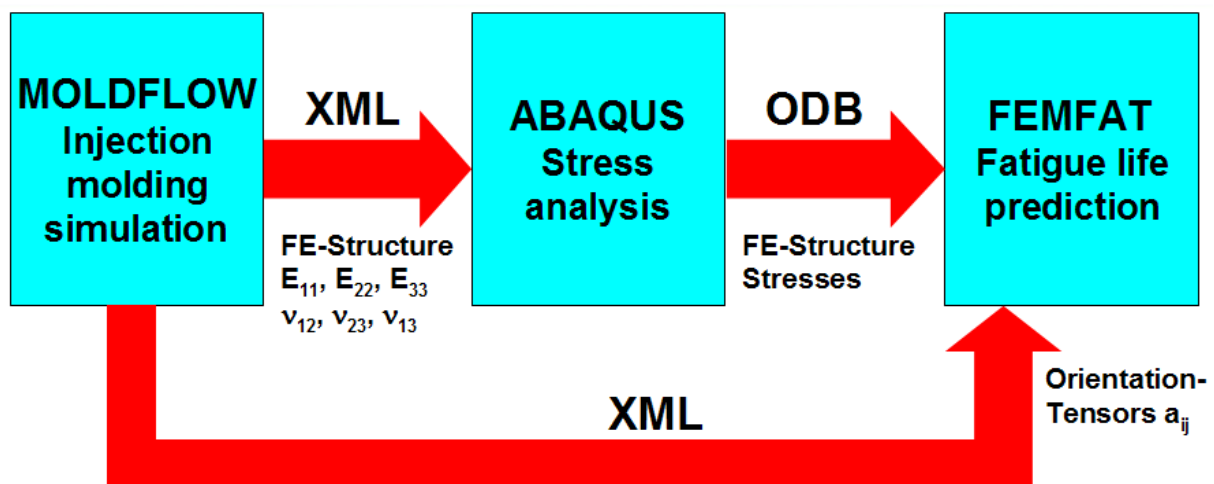 MOLDFLOW
Injection
molding
simulation
XML
FE-Structure
E₁₁, E₂₂, E₃₃
ν₁₂, ν₂₃, ν₁₃
ABAQUS
Stress
analysis
ODB
FE-Structure
Stresses
FEMFAT
Fatigue life
prediction
XML
Orientation-
Tensors aᵢⱼ